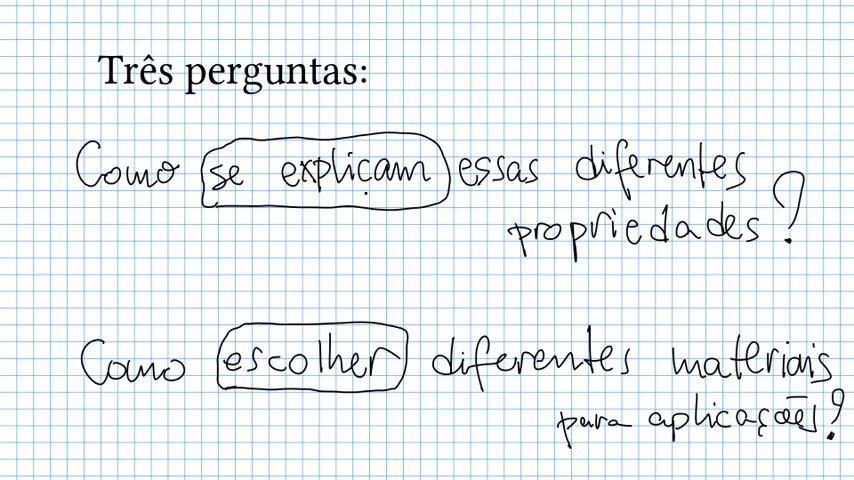 Três perguntas:
Como se explicam essas diferentes
propriedades?
Como escolher diferentes materiais
para aplicações?